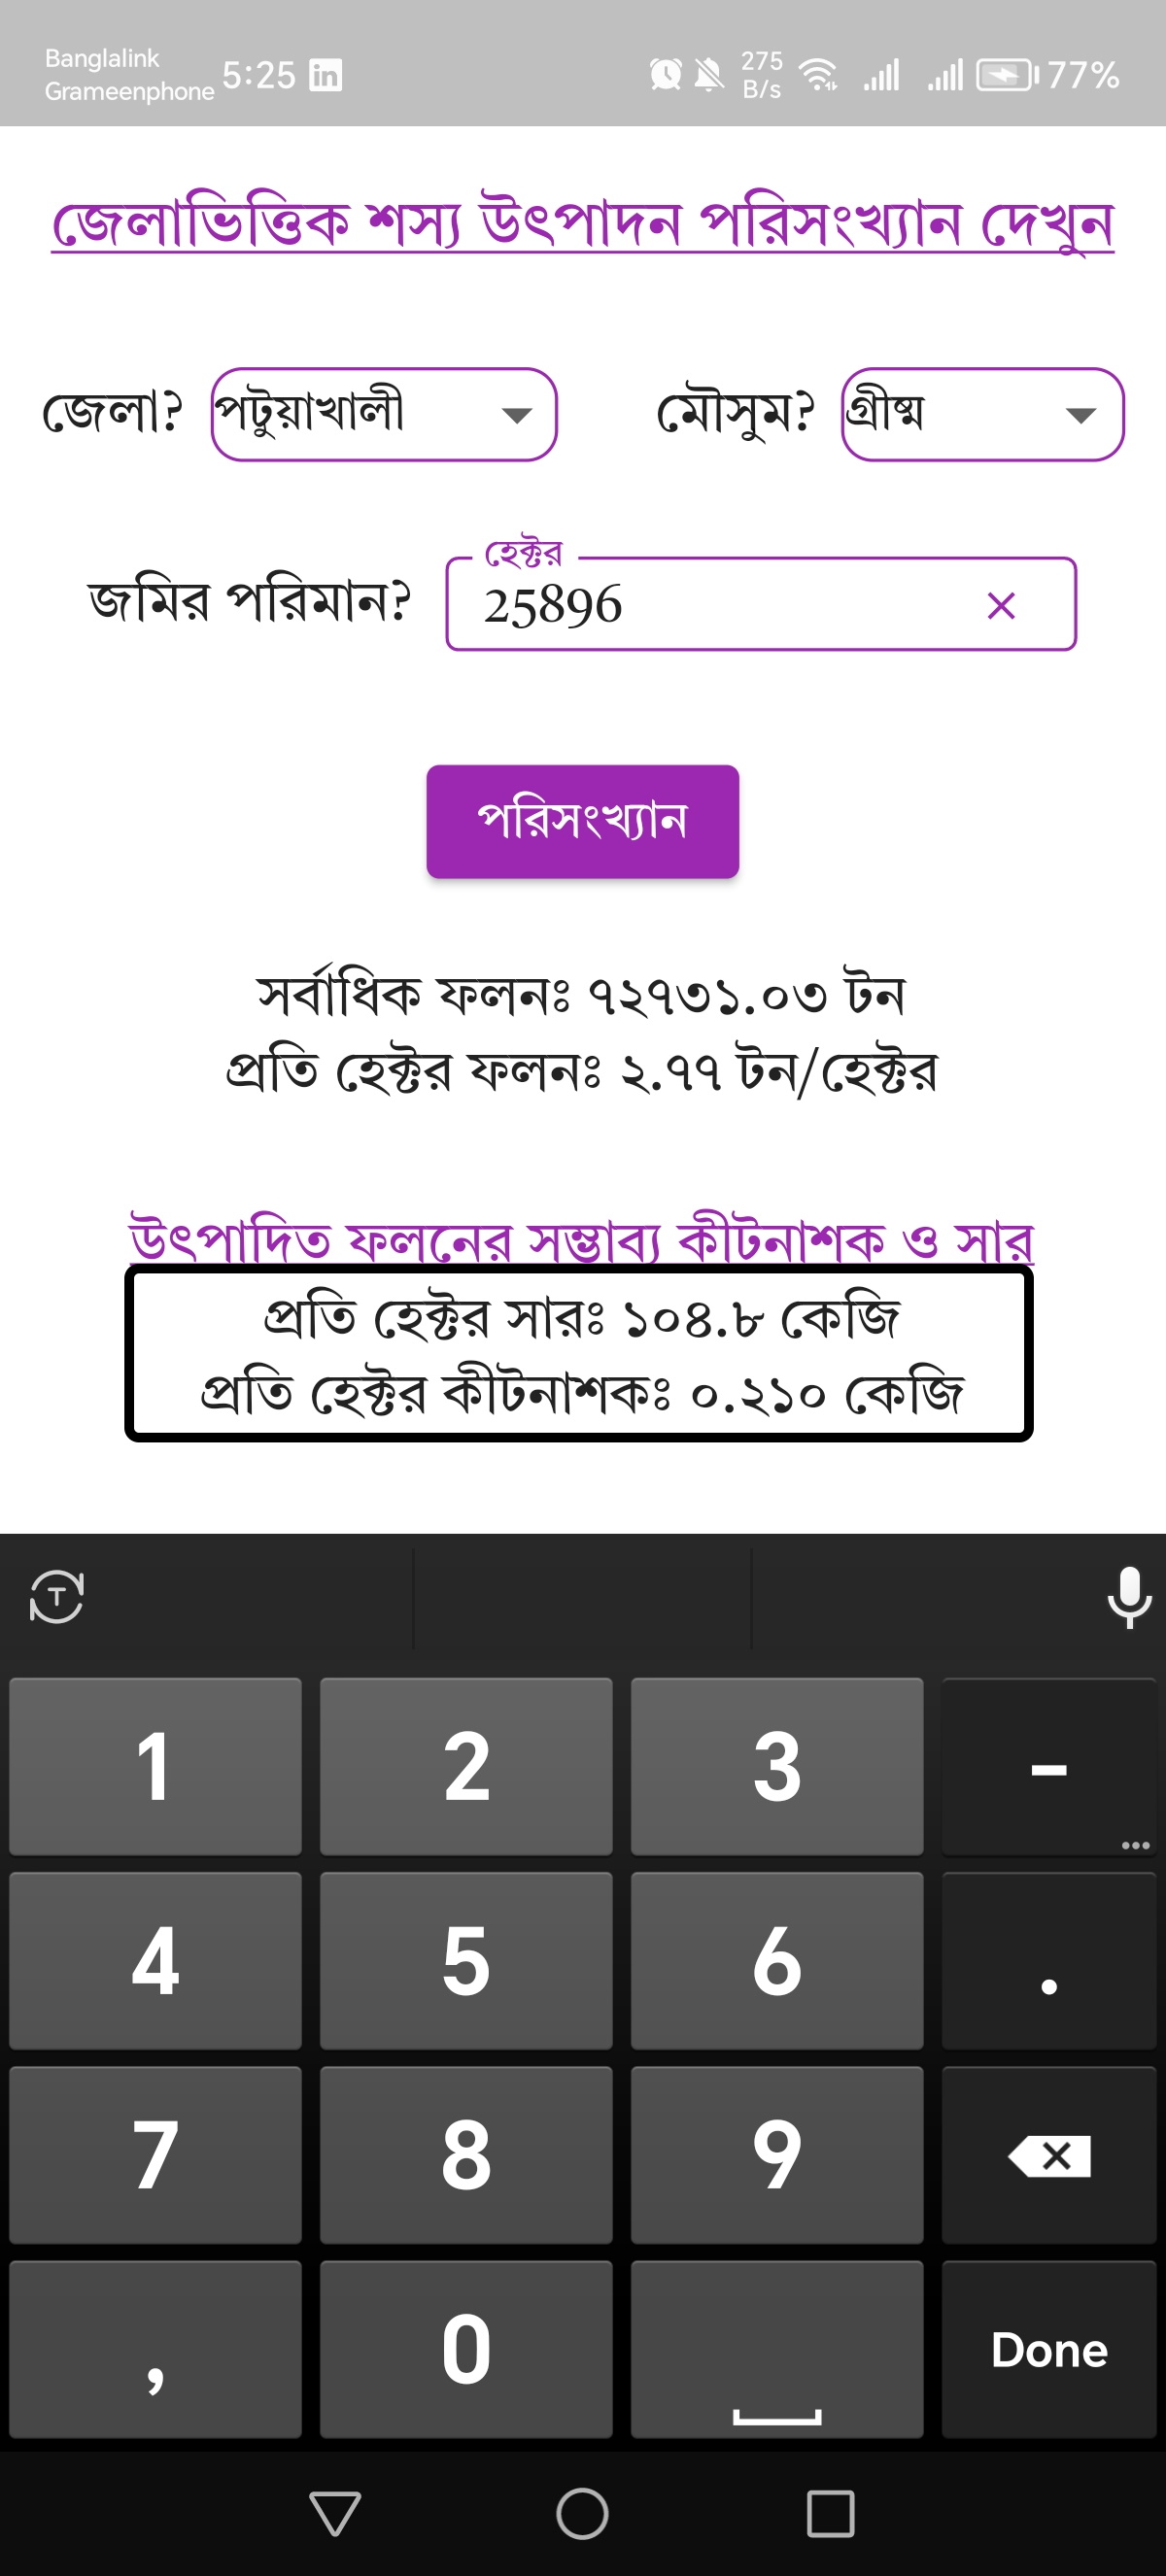 Banglalink
Grameenphone 5:25 in 275 B/s 77%
জেলাভিত্তিক শস্য উৎপাদন পরিসংখ্যান দেখুন
জেলা? পটুয়াখালী মৌসুম? গ্রীষ্ম
হেক্টর
জমির পরিমান? 25896
পরিসংখ্যান
সর্বাধিক ফলনঃ ৭২৭৩১.০৩ টন
প্রতি হেক্টর ফলনঃ ২.৭৭ টন/হেক্টর
উৎপাদিত ফলনের সম্ভাব্য কীটনাশক ও সার
প্রতি হেক্টর সারঃ ১০৪.৮ কেজি
প্রতি হেক্টর কীটনাশকঃ ০.২১০ কেজি
T
1 2 3 -
4 5 6 .
7 8 9
, 0 Done